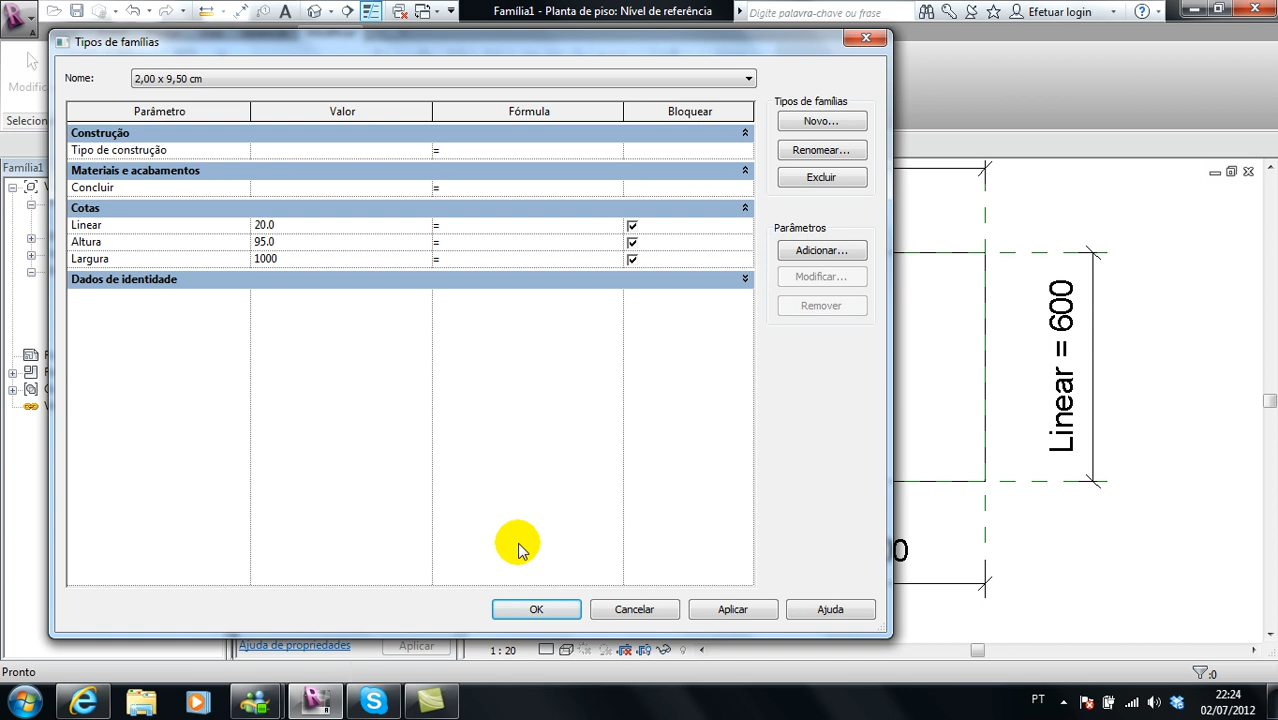 Família1 - Planta de piso: Nível de referência
Digite palavra-chave ou frase
Efetuar login
Tipos de famílias
Modific
Selecion
Nome:
2,00 x 9,50 cm
Parâmetro Valor Fórmula Bloquear
Construção
Tipo de construção =
Materiais e acabamentos
Concluir =
Cotas
Linear 20.0 =
Altura 95.0 =
Largura 1000 =
Dados de identidade
Tipos de famílias
Novo...
Renomear...
Excluir
Parâmetros
Adicionar...
Modificar...
Remover
OK Cancelar Aplicar Ajuda
Família1
Linear = 600
0
Ajuda de propriedades
Aplicar
1 : 20
Pronto
:0
PT
22:24
02/07/2012